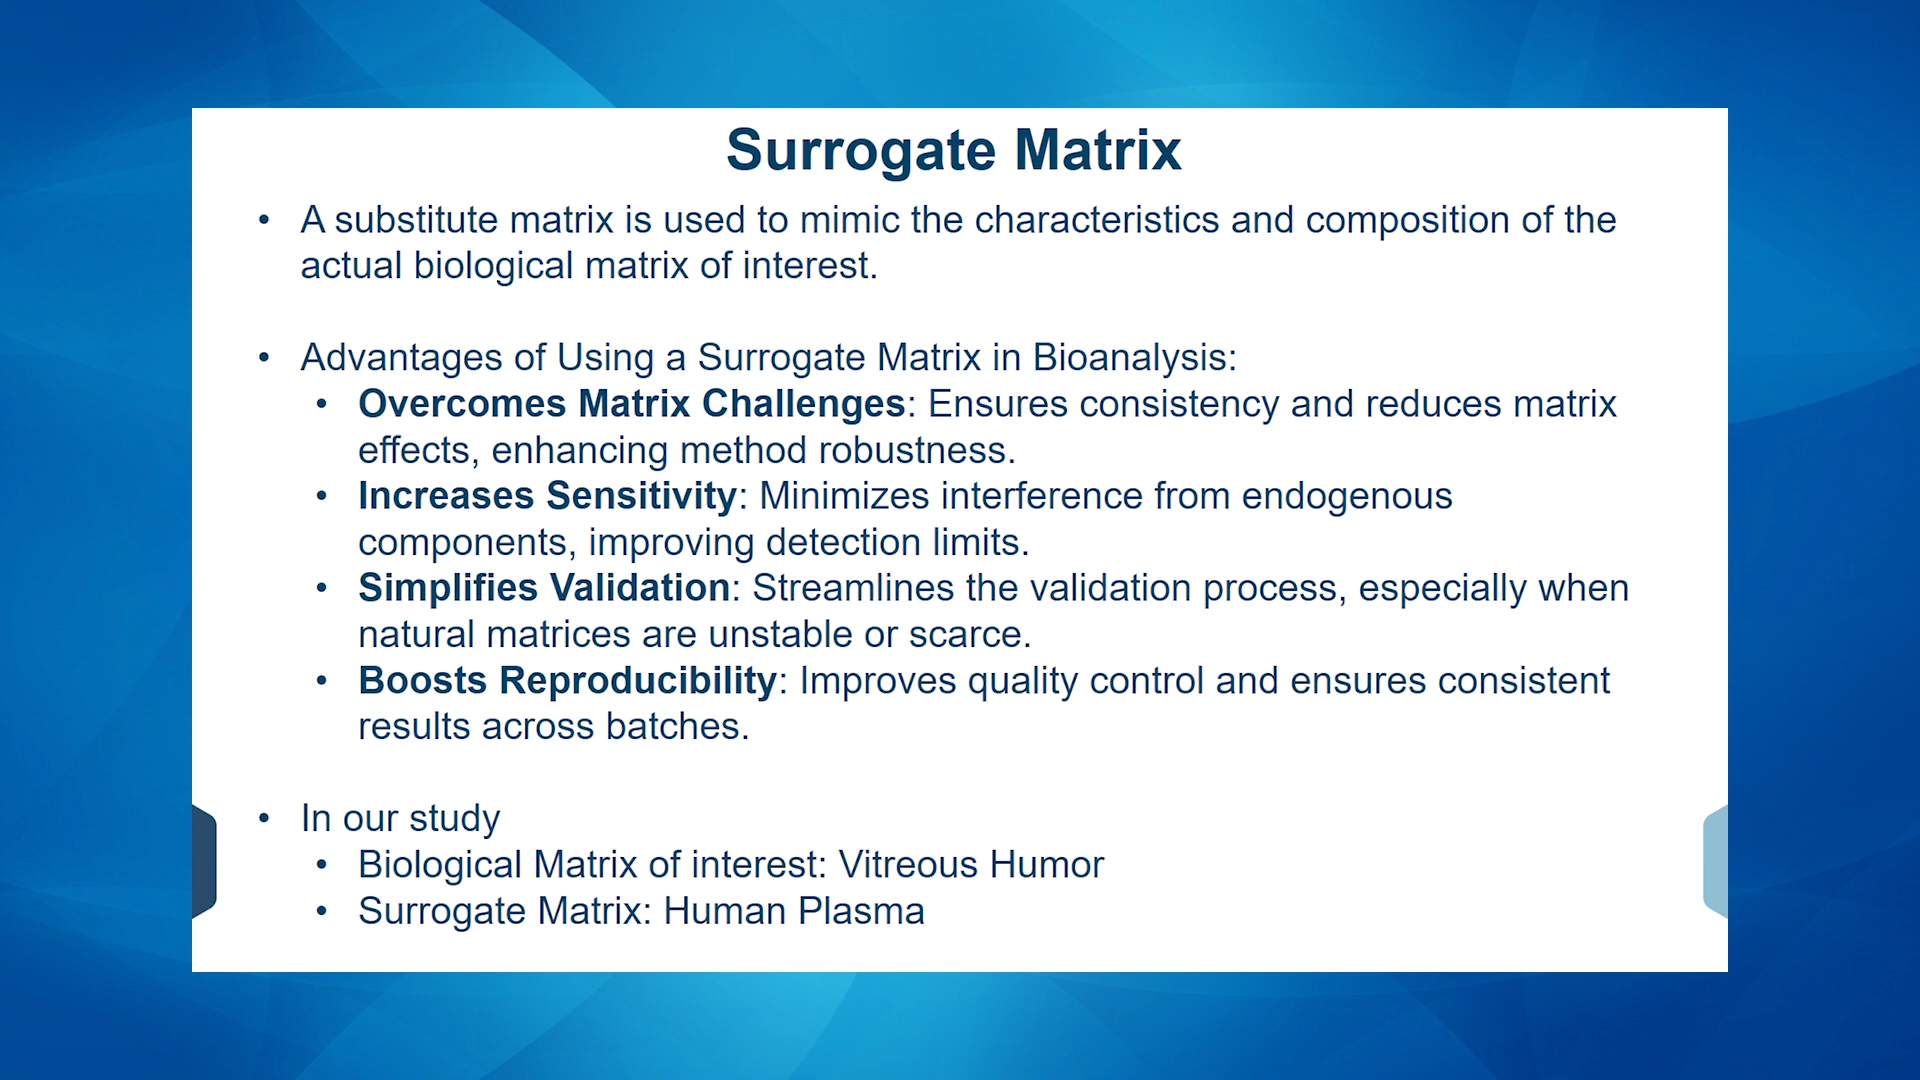 Surrogate Matrix
• A substitute matrix is used to mimic the characteristics and composition of the
actual biological matrix of interest.
• Advantages of Using a Surrogate Matrix in Bioanalysis:
• Overcomes Matrix Challenges: Ensures consistency and reduces matrix
effects, enhancing method robustness.
• Increases Sensitivity: Minimizes interference from endogenous
components, improving detection limits.
• Simplifies Validation: Streamlines the validation process, especially when
natural matrices are unstable or scarce.
• Boosts Reproducibility: Improves quality control and ensures consistent
results across batches.
• In our study
• Biological Matrix of interest: Vitreous Humor
• Surrogate Matrix: Human Plasma